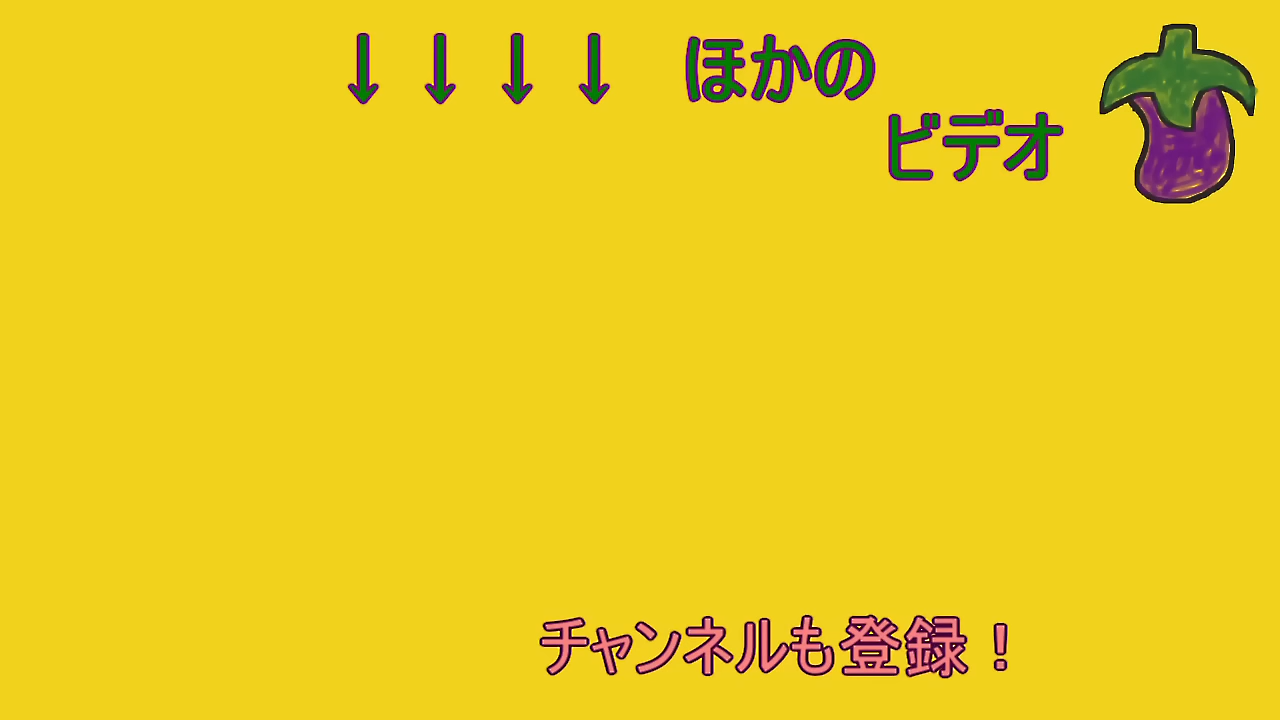 ↓ ↓ ↓ ↓ ほかの
ビデオ
チャンネルも登録！